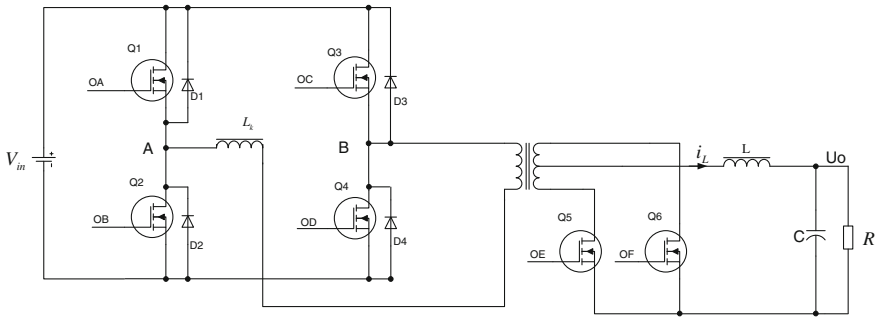 Q1
OA
D1
Q3
OC
D3
V_in
+
-
A
L_k
B
Q2
OB
D2
Q4
OD
D4
i_L
L
Uo
Q5
Q6
OE
OF
C
R